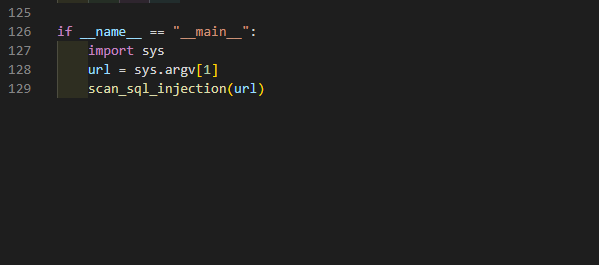 125
126 if __name__ == "__main__":
127     import sys
128     url = sys.argv[1]
129     scan_sql_injection(url)